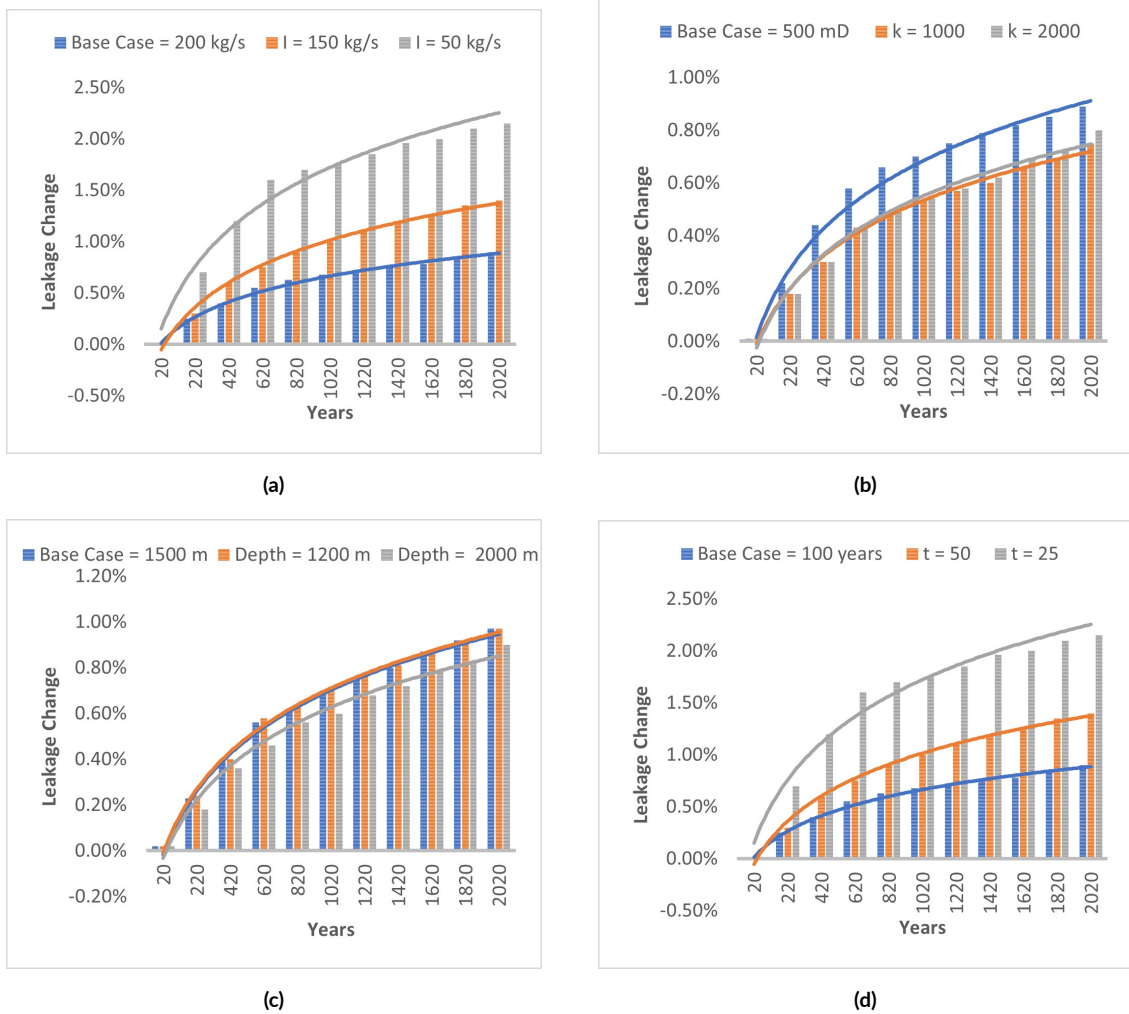 Base Case = 200 kg/s I = 150 kg/s I = 50 kg/s
2.50%
2.00%
1.50%
1.00%
0.50%
0.00%
-0.50%
Leakage Change
20 220 420 620 820 1020 1220 1420 1620 1820 2020
Years
(a)
Base Case = 500 mD k = 1000 k = 2000
1.00%
0.80%
0.60%
0.40%
0.20%
0.00%
-0.20%
Leakage Change
20 220 420 620 820 1020 1220 1420 1620 1820 2020
Years
(b)
Base Case = 1500 m Depth = 1200 m Depth = 2000 m
1.20%
1.00%
0.80%
0.60%
0.40%
0.20%
0.00%
-0.20%
Leakage Change
20 220 420 620 820 1020 1220 1420 1620 1820 2020
Years
(c)
Base Case = 100 years t = 50 t = 25
2.50%
2.00%
1.50%
1.00%
0.50%
0.00%
-0.50%
Leakage Change
20 220 420 620 820 1020 1220 1420 1620 1820 2020
Years
(d)